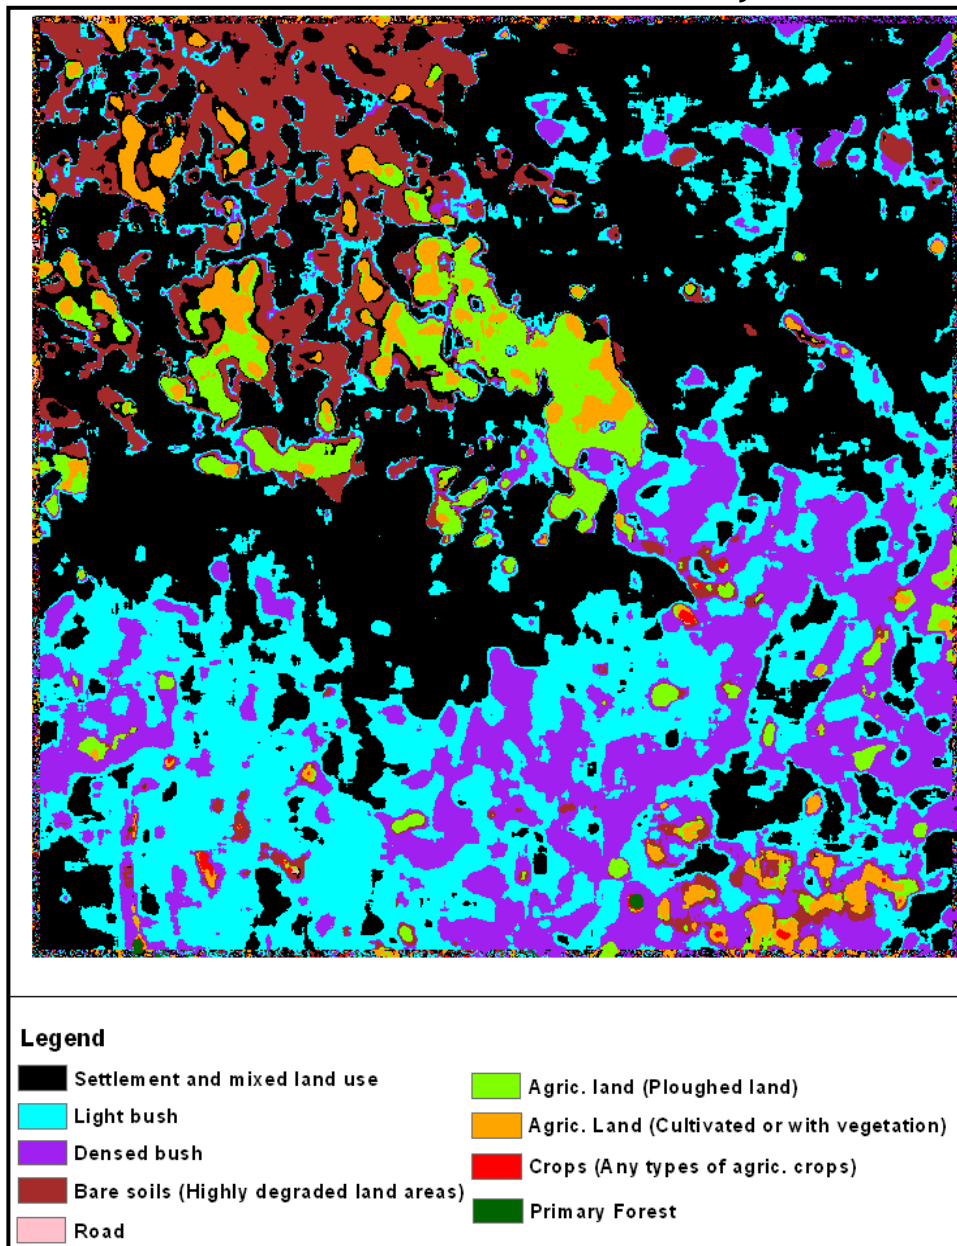 Legend
Settlement and mixed land use
Light bush
Densed bush
Bare soils (Highly degraded land areas)
Road
Agric. land (Ploughed land)
Agric. Land (Cultivated or with vegetation)
Crops (Any types of agric. crops)
Primary Forest